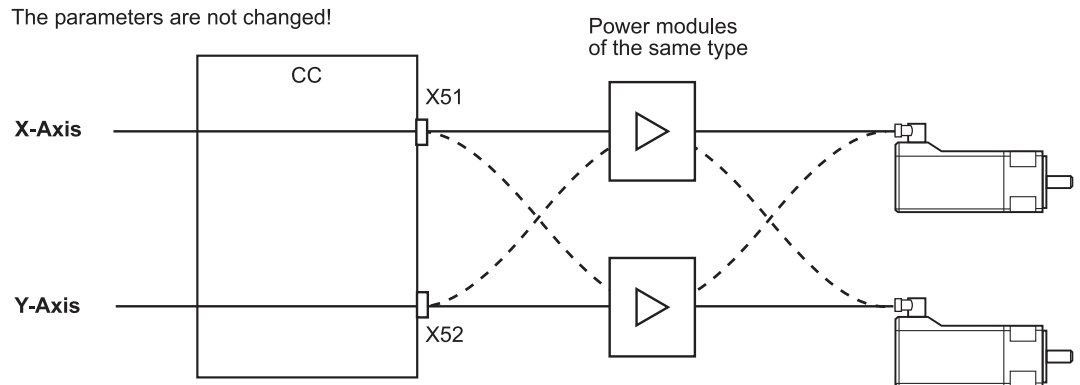 The parameters are not changed!
Power modules
of the same type
CC
X51
X-Axis
Y-Axis
X52